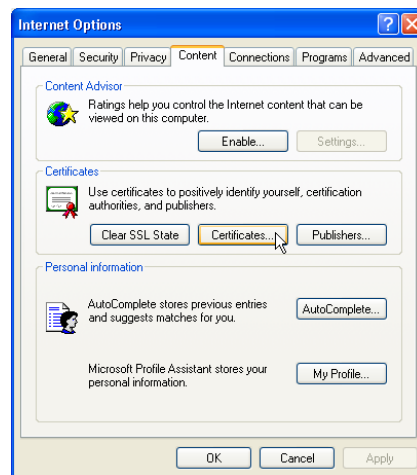 Internet Options
General Security Privacy Content Connections Programs Advanced
Content Advisor
Ratings help you control the Internet content that can be
viewed on this computer.
Enable... Settings...
Certificates
Use certificates to positively identify yourself, certification
authorities, and publishers.
Clear SSL State Certificates... Publishers...
Personal information
AutoComplete stores previous entries
and suggests matches for you.
AutoComplete...
Microsoft Profile Assistant stores your
personal information.
My Profile...
OK Cancel Apply